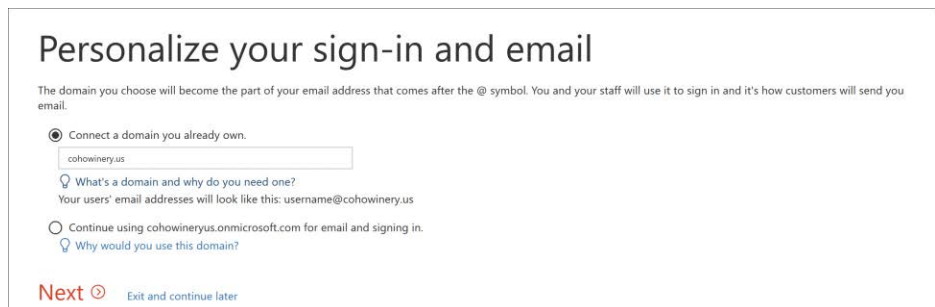 Personalize your sign-in and email
The domain you choose will become the part of your email address that comes after the @ symbol. You and your staff will use it to sign in and it's how customers will send you
email.
Connect a domain you already own.
cohowinery.us
What's a domain and why do you need one?
Your users' email addresses will look like this: username@cohowinery.us
Continue using cohowineryus.onmicrosoft.com for email and signing in.
Why would you use this domain?
Next Exit and continue later